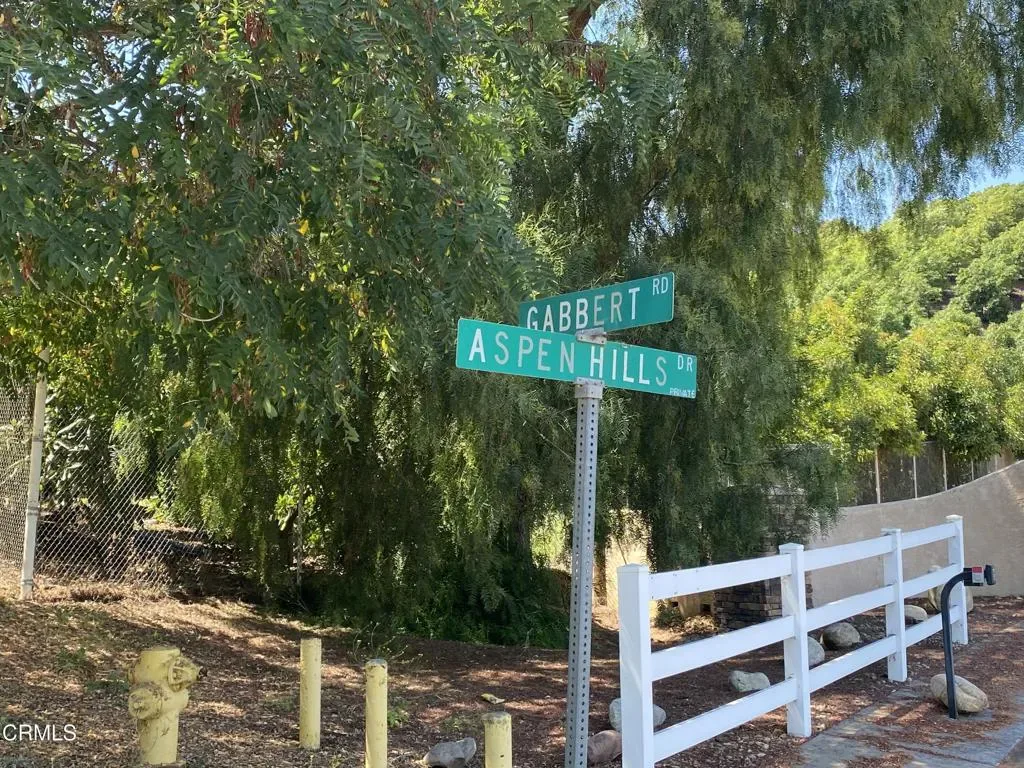 GABBERT RD
ASPEN HILLS DR
PRIVATE
CRMLS